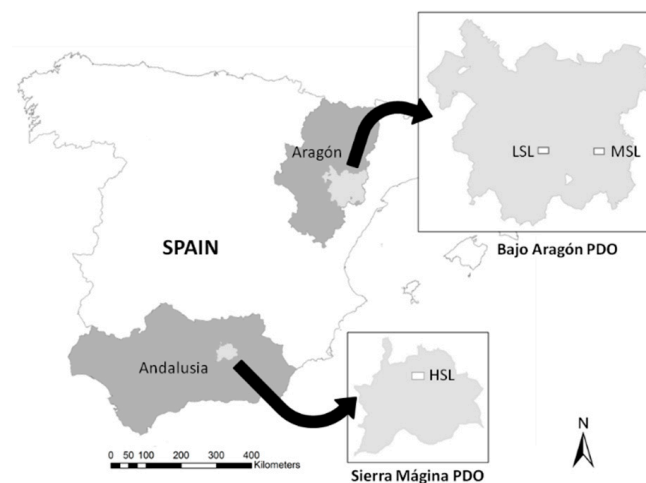 Aragón
LSL
MSL
Bajo Aragón PDO
SPAIN
Andalusia
HSL
Sierra Mágina PDO
N
0 50 100 200 300 400
Kilometers